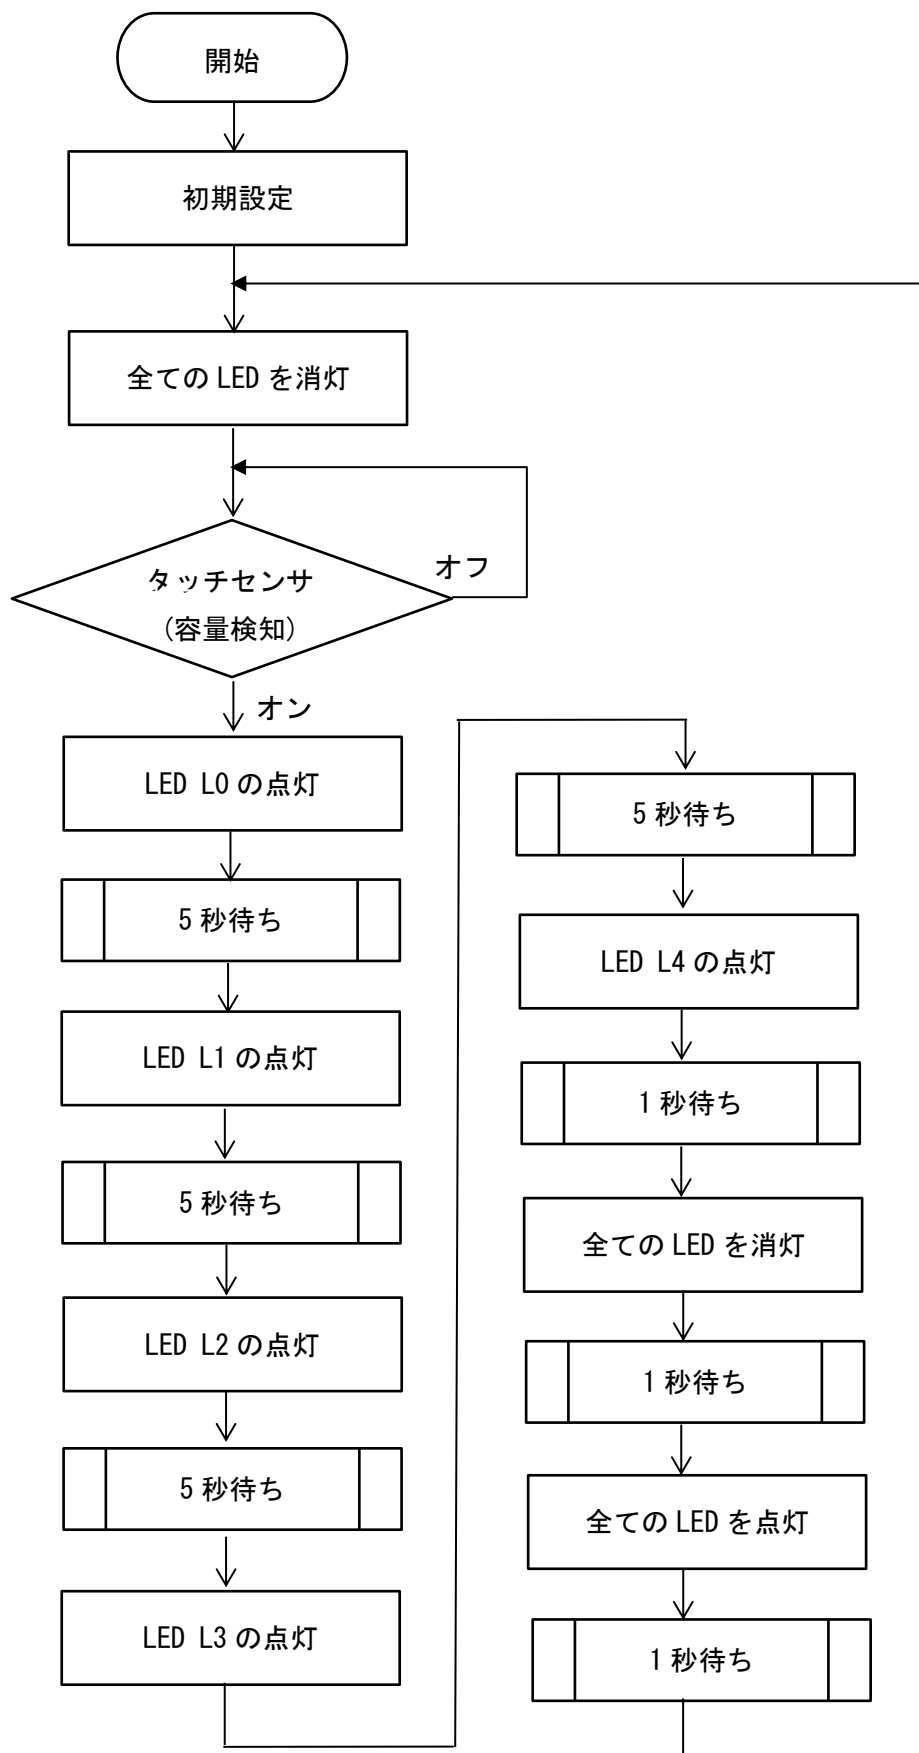 開始
初期設定
全ての LED を消灯
タッチセンサ
(容量検知)
オフ
オン
LED L0 の点灯
5 秒待ち
LED L1 の点灯
5 秒待ち
LED L2 の点灯
5 秒待ち
LED L3 の点灯
5 秒待ち
LED L4 の点灯
1 秒待ち
全ての LED を消灯
1 秒待ち
全ての LED を点灯
1 秒待ち